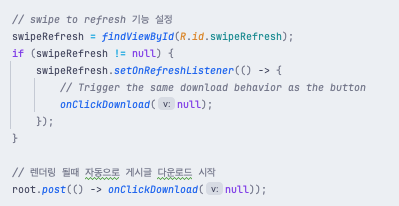 // swipe to refresh 기능 설정
swipeRefresh = findViewById(R.id.swipeRefresh);
if (swipeRefresh != null) {
swipeRefresh.setOnRefreshListener(() -> {
// Trigger the same download behavior as the button
onClickDownload( v: null);
});
}
// 렌더링 될때 자동으로 게시글 다운로드 시작
root.post(() -> onClickDownload( v: null));